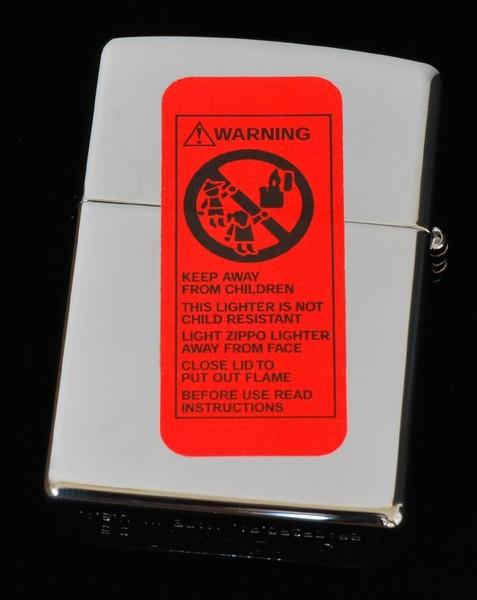 WARNING
KEEP AWAY
FROM CHILDREN
THIS LIGHTER IS NOT
CHILD RESISTANT
LIGHT ZIPPO LIGHTER
AWAY FROM FACE
CLOSE LID TO
PUT OUT FLAME
BEFORE USE READ
INSTRUCTIONS